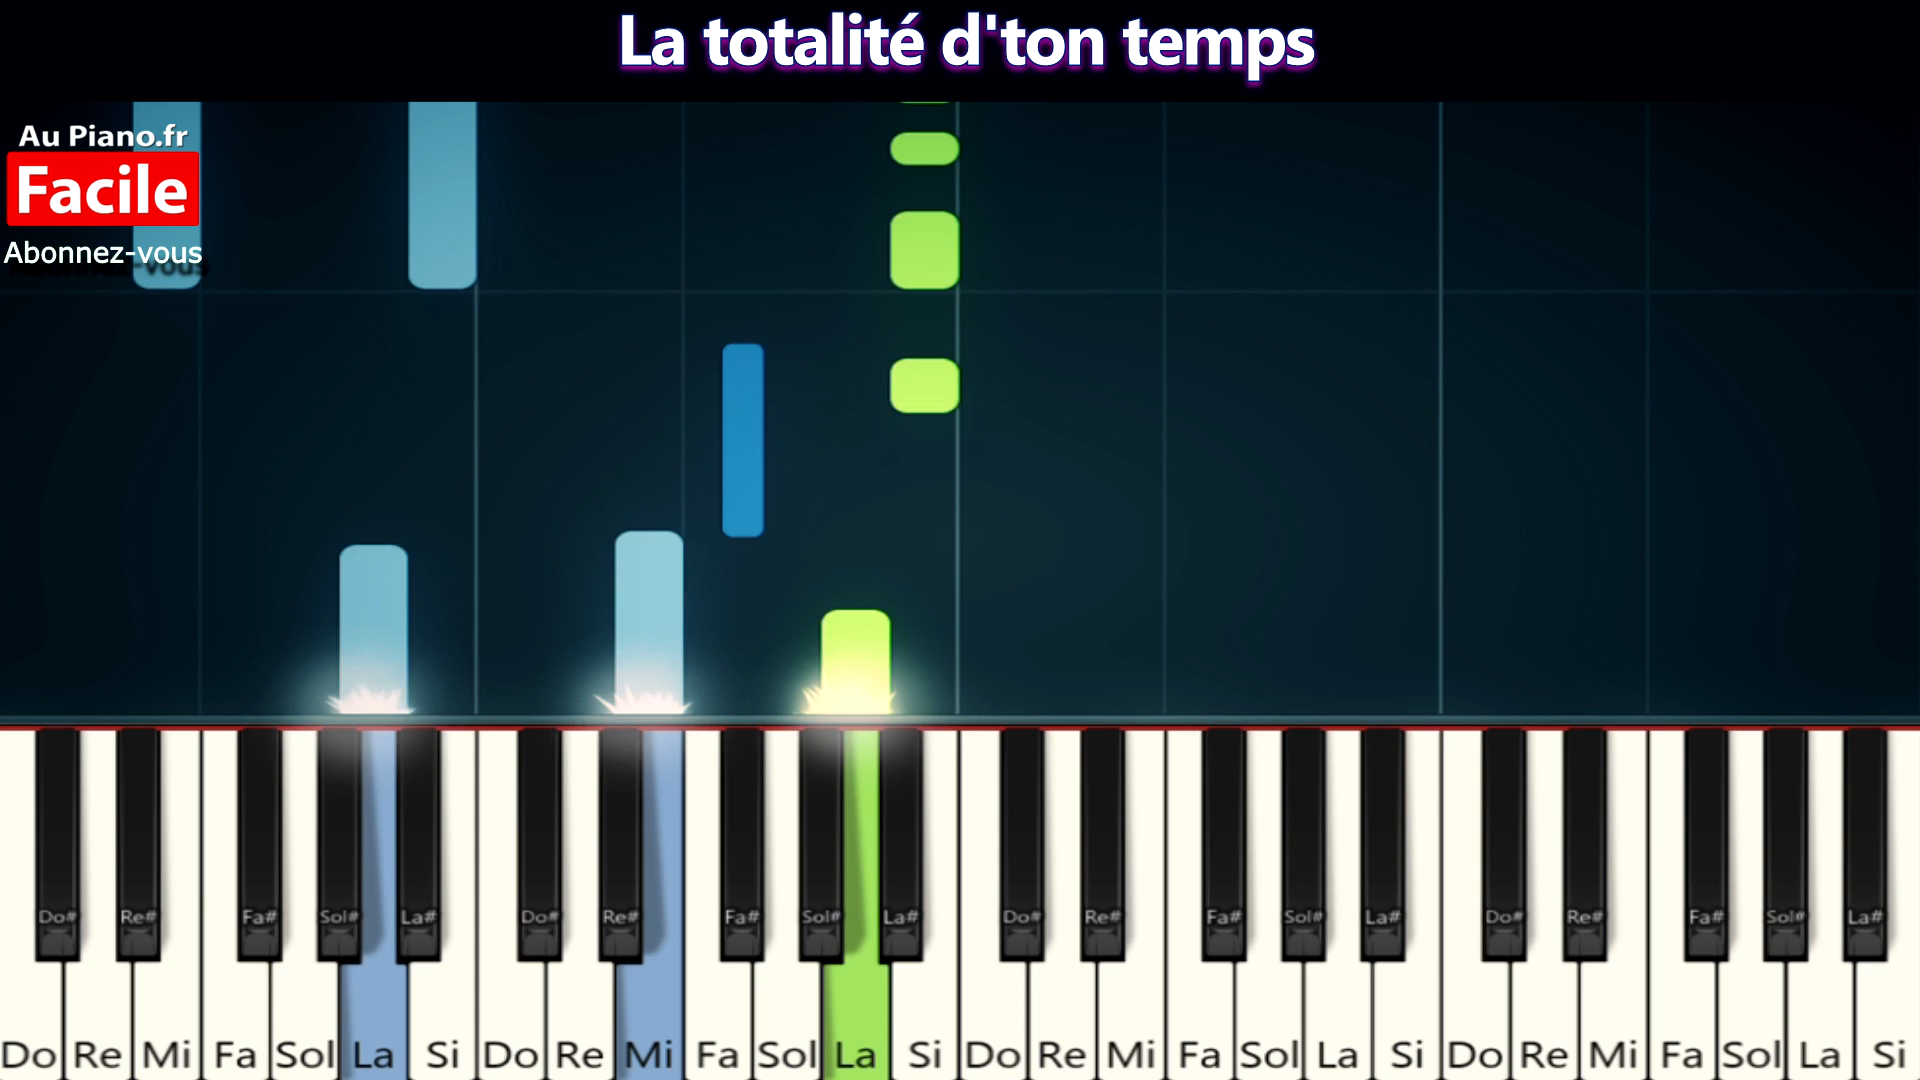 La totalité d'ton temps
Au Piano.fr
Facile
Abonnez-vous
Do# Re# Fa# Sol# La# Do# Re# Fa# Sol# La# Do# Re# Fa# Sol# La# Do# Re# Fa# Sol# La#
Do Re Mi Fa Sol La Si Do Re Mi Fa Sol La Si Do Re Mi Fa Sol La Si Do Re Mi Fa Sol La Si